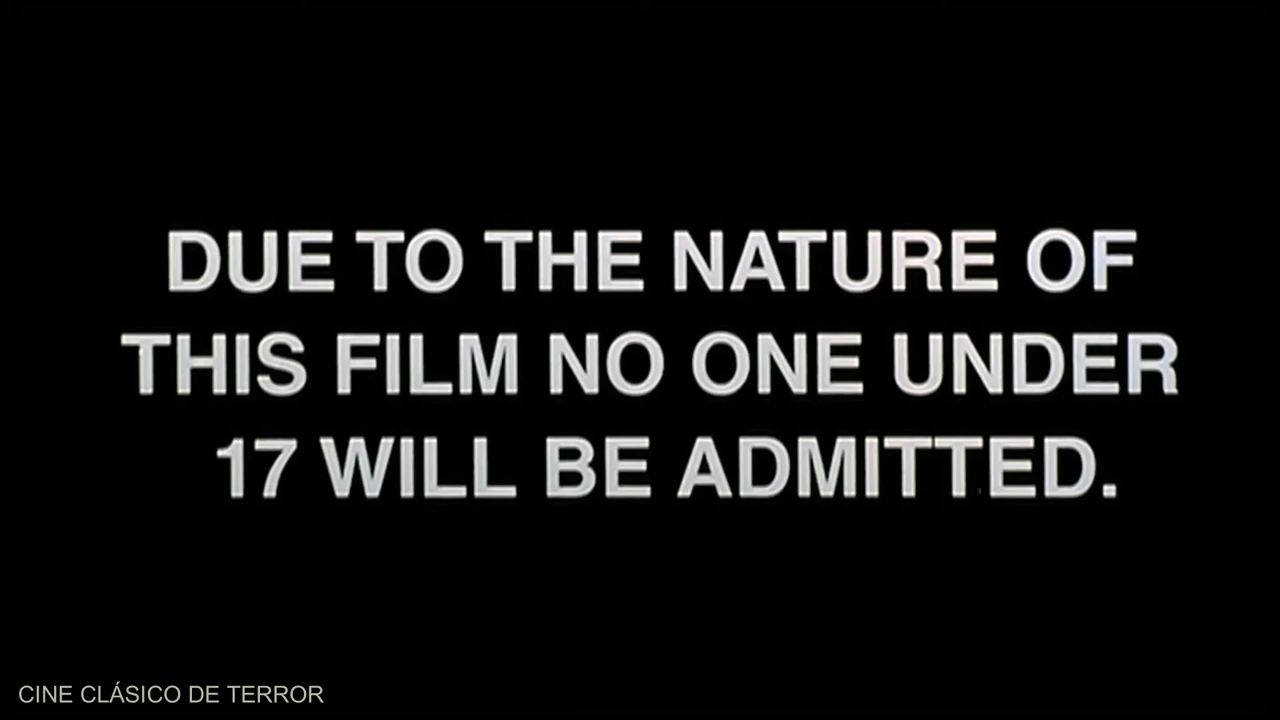 DUE TO THE NATURE OF
THIS FILM NO ONE UNDER
17 WILL BE ADMITTED.
CINE CLÁSICO DE TERROR